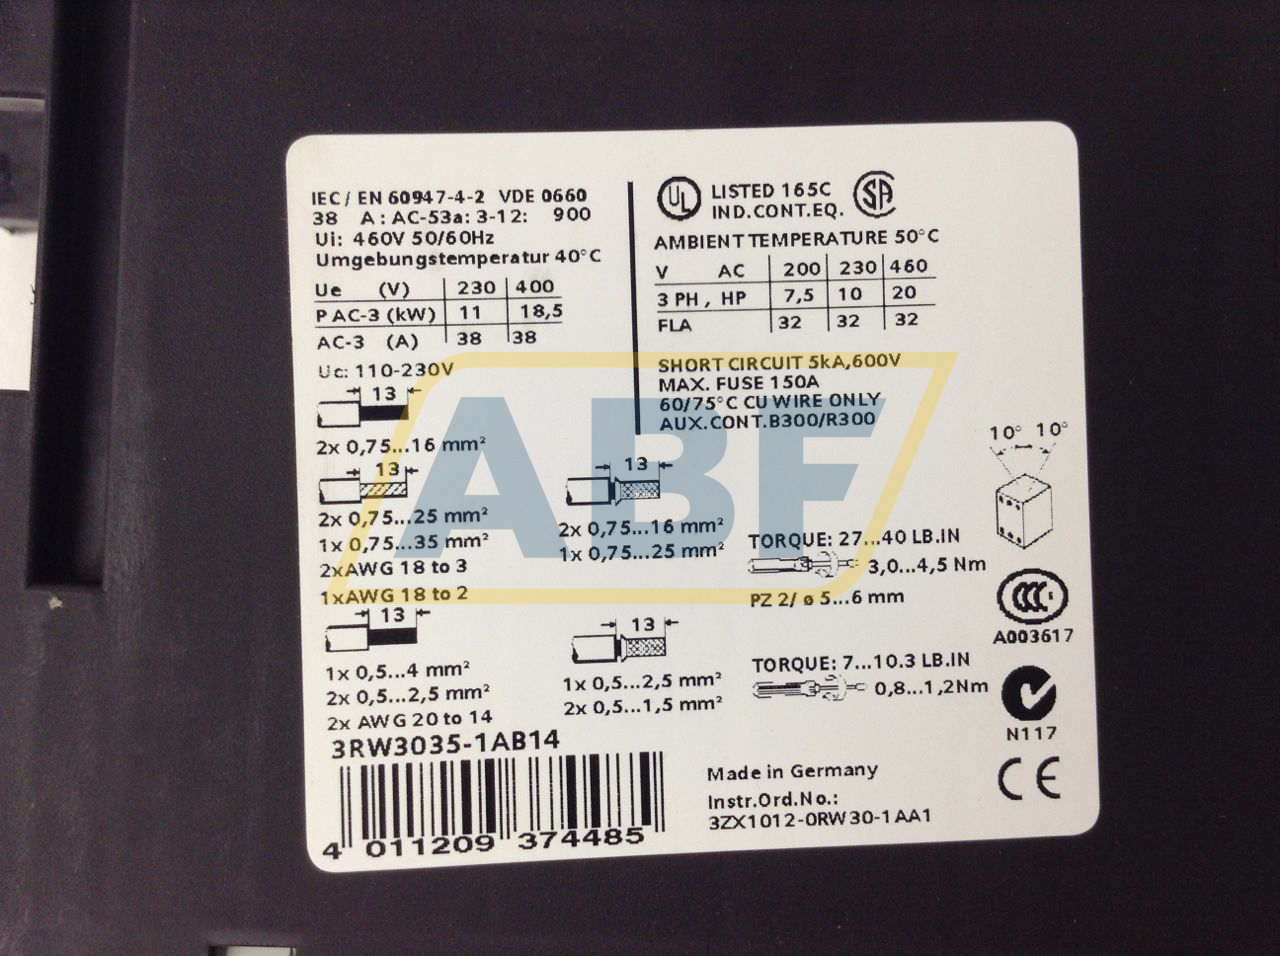 IEC / EN 60947-4-2 VDE 0660
38 A : AC-53a: 3-12: 900
Ui: 460V 50/60Hz
Umgebungstemperatur 40°C
Ue (V) 230 400
P AC-3 (kW) 11 18,5
AC-3 (A) 38 38
Uc: 110-230V
13
2x 0,75...16 mm²
13
2x 0,75...25 mm²
1x 0,75...35 mm²
2xAWG 18 to 3
1xAWG 18 to 2
13
2x 0,75...16 mm²
1x 0,75...25 mm²
13
1x 0,5...4 mm²
2x 0,5...2,5 mm²
2x AWG 20 to 14
13
1x 0,5...2,5 mm²
2x 0,5...1,5 mm²
3RW3035-1AB14
4 011209 374485
UL LISTED 165C
IND.CONT.EQ. SA
AMBIENT TEMPERATURE 50°C
V AC 200 230 460
3 PH , HP 7,5 10 20
FLA 32 32 32
SHORT CIRCUIT 5kA,600V
MAX. FUSE 150A
60/75°C CU WIRE ONLY
AUX.CONT.B300/R300
10° 10°
TORQUE: 27...40 LB.IN
3,0...4,5 Nm
PZ 2/ ø 5...6 mm
CCC
A003617
TORQUE: 7...10.3 LB.IN
0,8...1,2Nm
N117
CE
Made in Germany
Instr.Ord.No.:
3ZX1012-0RW30-1AA1
ABF